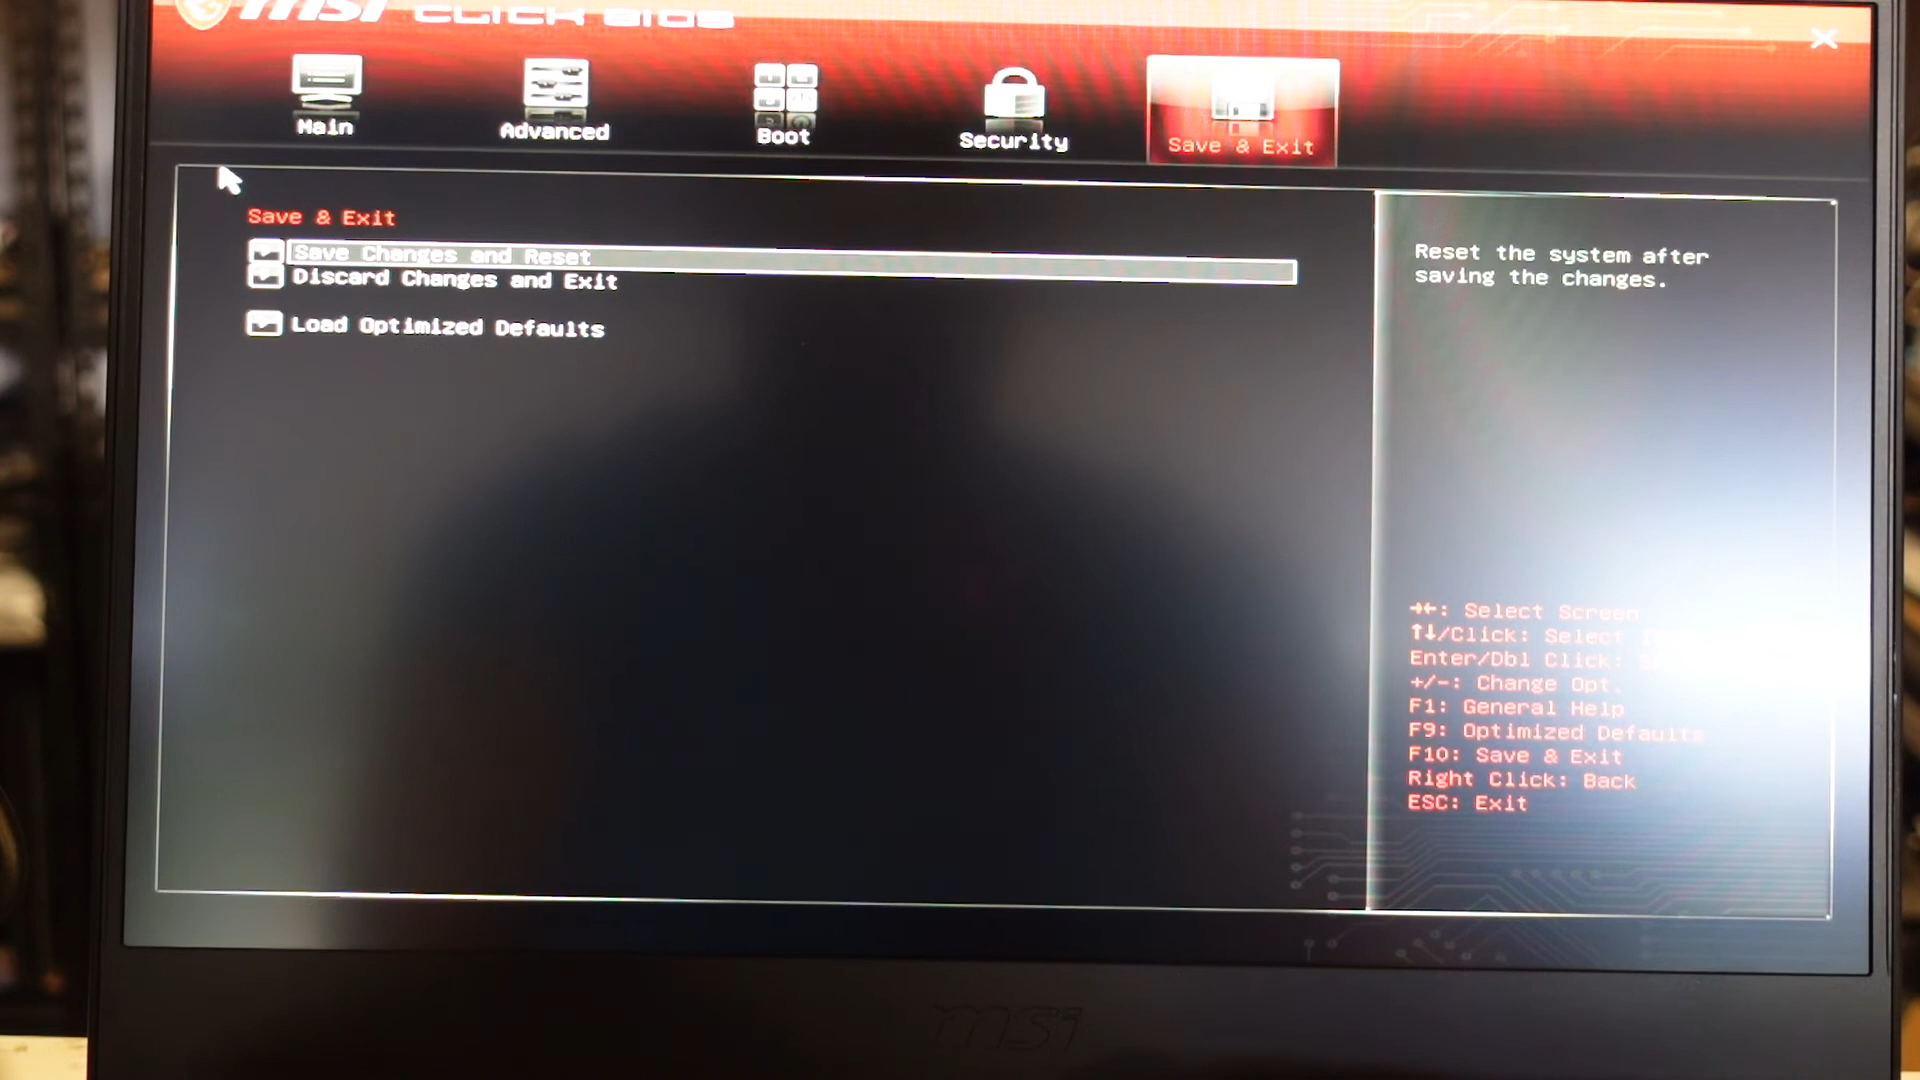 msi CLICK BIOS
Main
Advanced
Boot
Security
Save & Exit
Save & Exit
Save Changes and Reset
Discard Changes and Exit
Load Optimized Defaults
Reset the system after
saving the changes.
→←: Select Screen
↑↓/Click: Select
Enter/Dbl Click:
+/-: Change Opt.
F1: General Help
F9: Optimized Defaults
F10: Save & Exit
Right Click: Back
ESC: Exit
msi